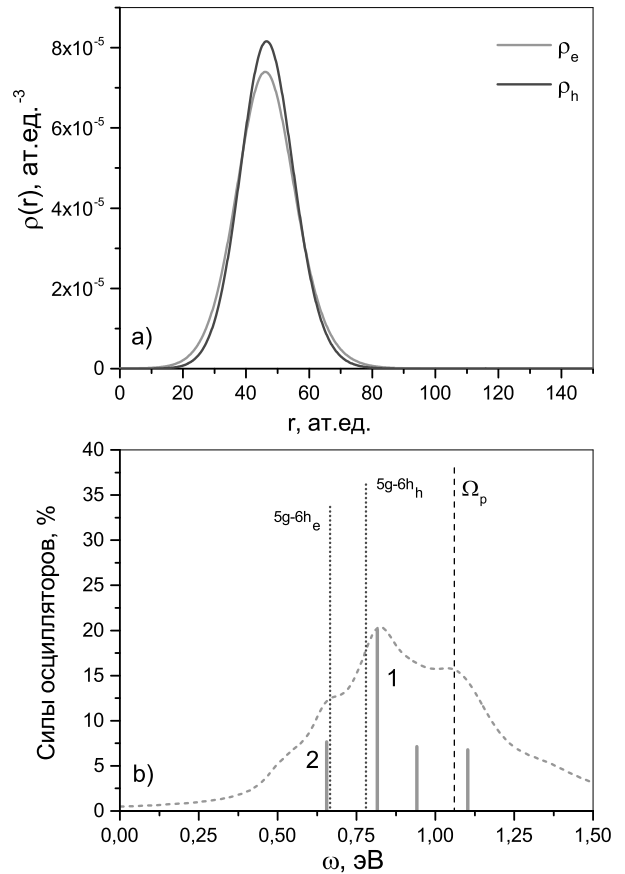 8x10⁻⁵
6x10⁻⁵
4x10⁻⁵
2x10⁻⁵
0
ρ(r), ат.ед.⁻³
ρₑ
ρₕ
a)
0 20 40 60 80 100 120 140
r, ат.ед.
40
35
30
25
20
15
10
5
0
Силы осцилляторов, %
5g-6hₑ
5g-6hₕ
Ωₚ
1
2
b)
0,00 0,25 0,50 0,75 1,00 1,25 1,50
ω, эВ